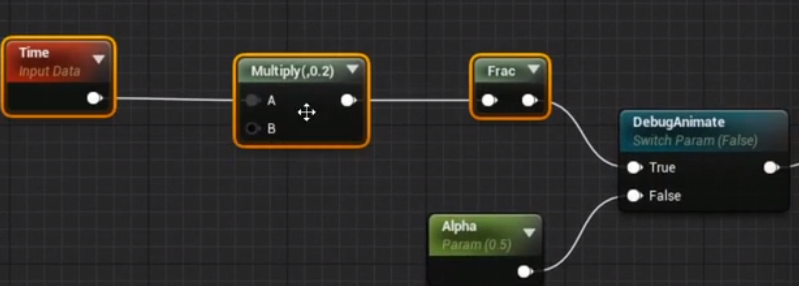 Time
Input Data
Multiply(,0.2)
A
B
Frac
DebugAnimate
Switch Param (False)
True
False
Alpha
Param (0.5)